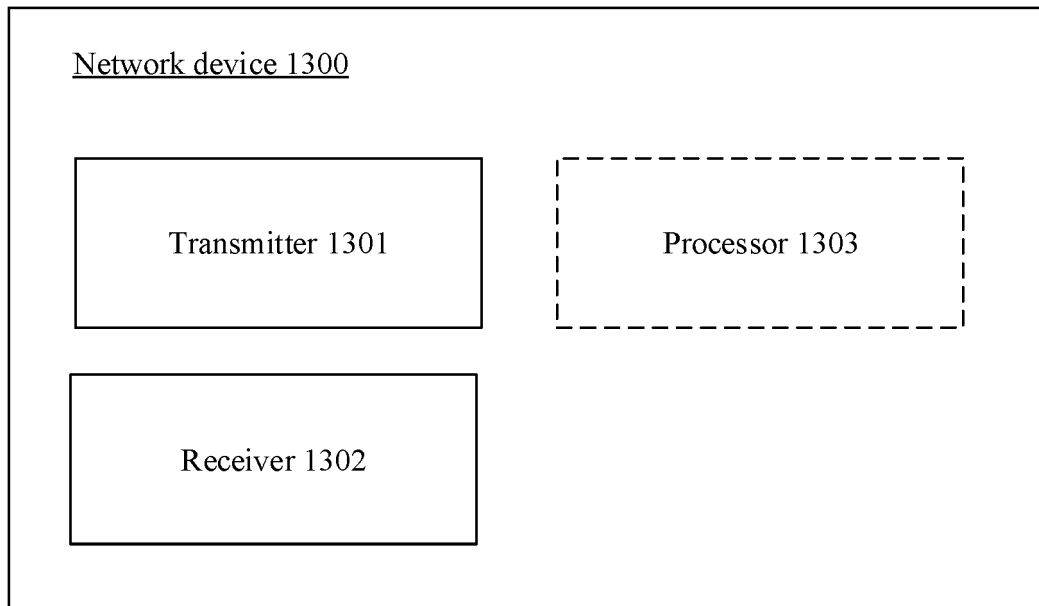 Network device 1300
Transmitter 1301
Processor 1303
Receiver 1302